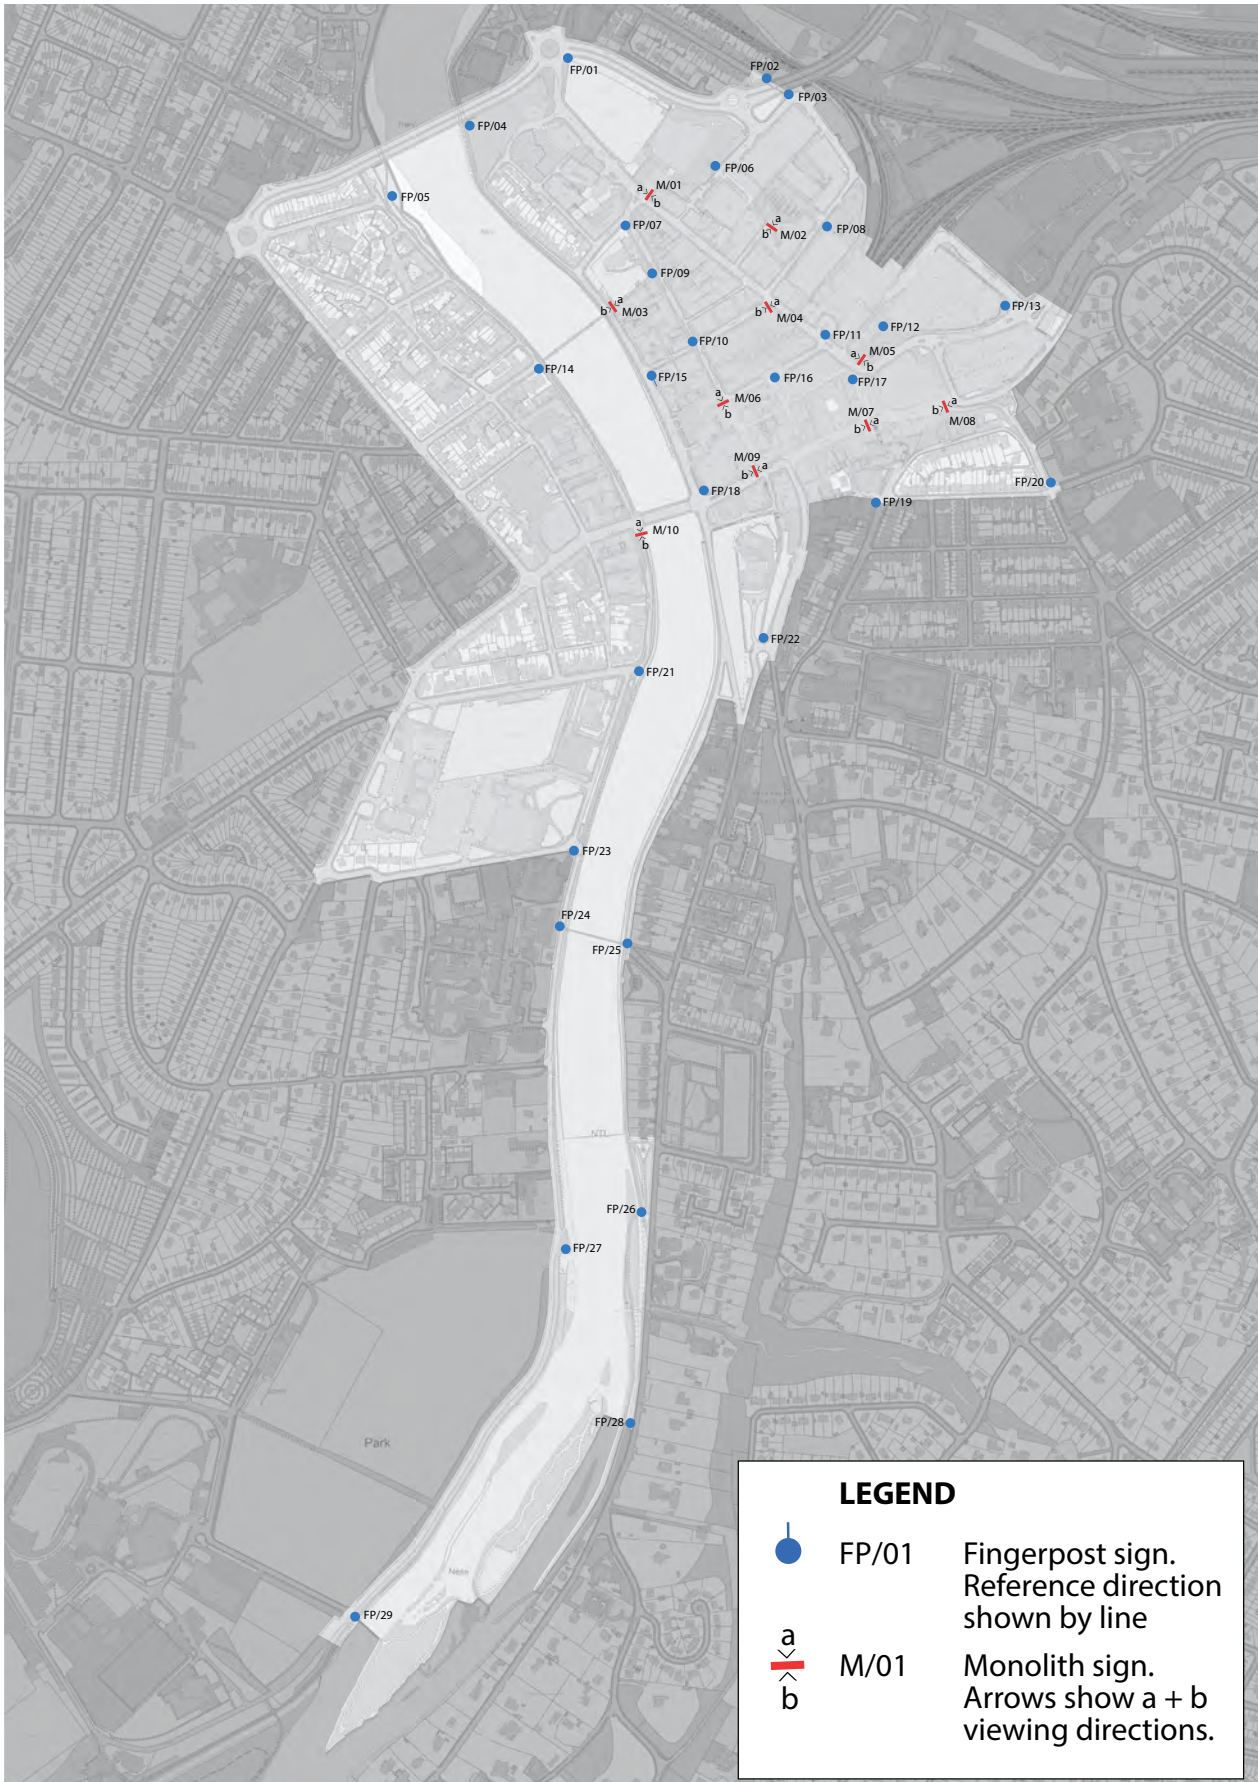 FP/01
FP/02
FP/03
FP/04
FP/06
a M/01
b
FP/05
FP/07
a
b M/02
FP/08
FP/09
a
b M/03
a
b M/04
FP/13
FP/12
FP/11
FP/10
a M/05
b
FP/14
FP/15
FP/16
FP/17
a M/06
b
M/07
b a
b a
M/08
M/09
b a
FP/18
FP/20
FP/19
a
M/10
b
FP/22
FP/21
FP/23
FP/24
FP/25
NTL
FP/26
FP/27
FP/28
Park
Ness
FP/29
LEGEND
FP/01 Fingerpost sign.
Reference direction
shown by line
a
M/01 Monolith sign.
b Arrows show a + b
viewing directions.